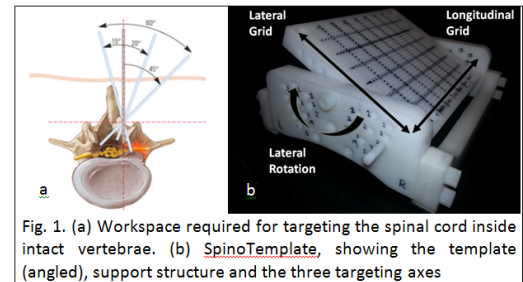 60°
15°
20°
45°
a
Lateral
Grid
Longitudinal
Grid
Lateral
Rotation
R
b
Fig. 1. (a) Workspace required for targeting the spinal cord inside
intact vertebrae. (b) SpinoTemplate, showing the template
(angled), support structure and the three targeting axes